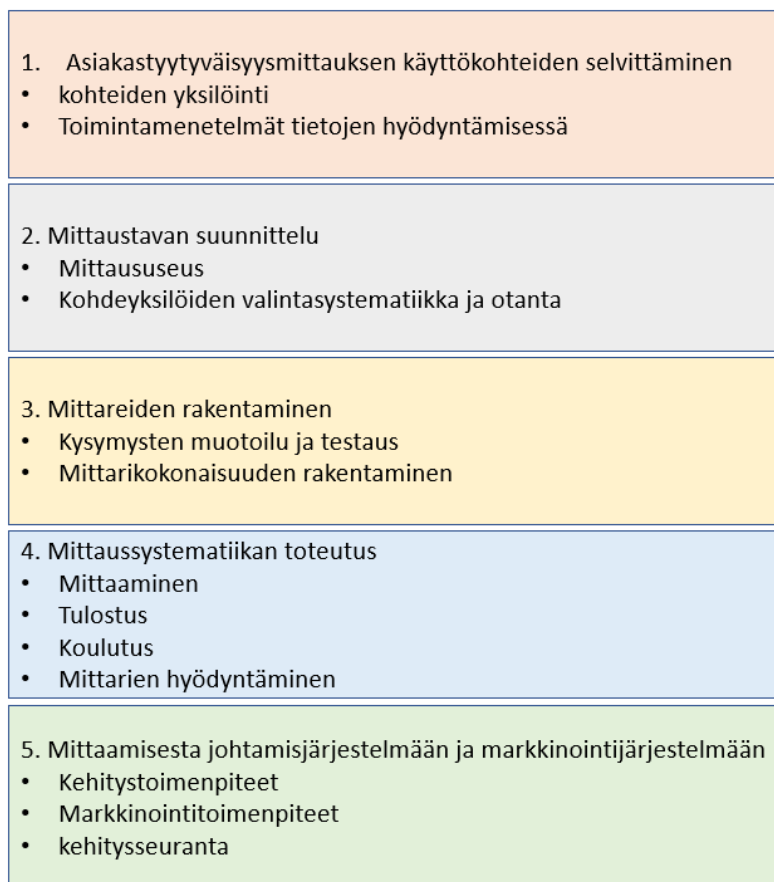 1. Asiakastyytyväisyysmittauksen käyttökohteiden selvittäminen
• kohteiden yksilöinti
• Toimintamenetelmät tietojen hyödyntämisessä
2. Mittaustavan suunnittelu
• Mittaususeus
• Kohdeyksilöiden valintasystematiikka ja otanta
3. Mittareiden rakentaminen
• Kysymysten muotoilu ja testaus
• Mittarikokonaisuuden rakentaminen
4. Mittaussystematiikan toteutus
• Mittaaminen
• Tulostus
• Koulutus
• Mittarien hyödyntäminen
5. Mittaamisesta johtamisjärjestelmään ja markkinointijärjestelmään
• Kehitystoimenpiteet
• Markkinointitoimenpiteet
• kehitysseuranta